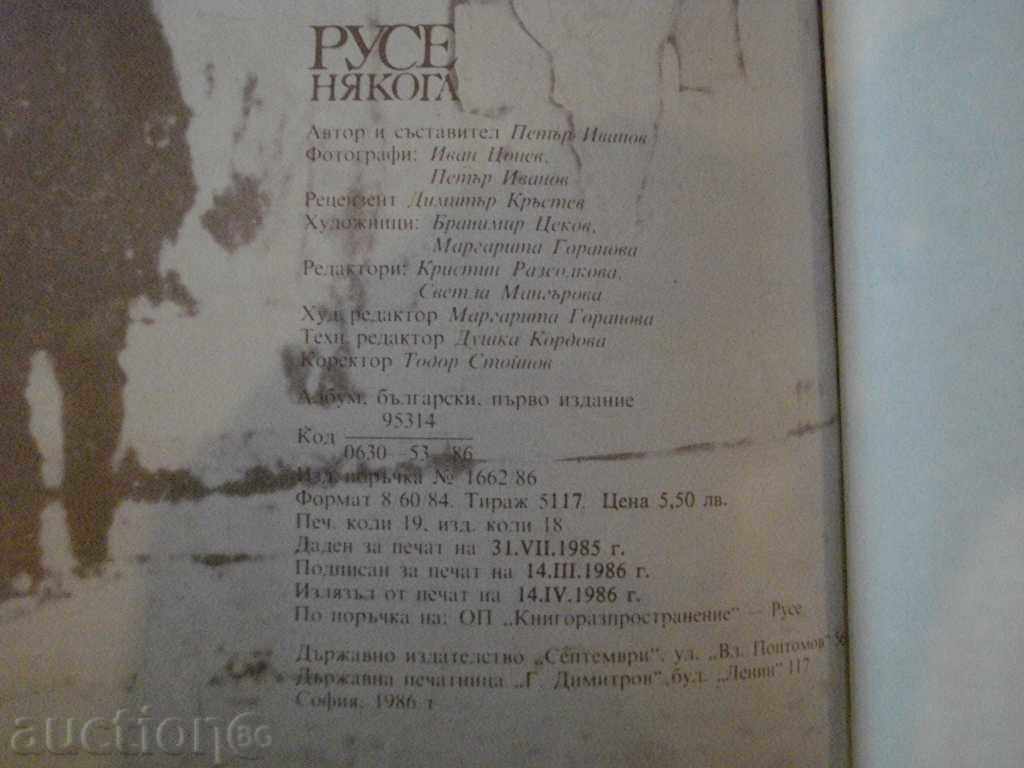 РУСЕ
НЯКОГА
Автор и съставител Петър Иванов
Фотографи: Иван Цонев,
Петър Иванов
Рецензент Димитър Кръстев
Художници: Бранимир Цеков,
Маргарита Горанова
Редактори: Кристин Разсолкова,
Светла Мангърова
Худ. редактор Маргарита Горанова
Техн. редактор Душка Кордова
Коректор Тодор Стойнов
Албум, български, първо издание
95314
Код
0630 53 86
Изд. поръчка № 1662 86
Формат 8 60 84. Тираж 5117. Цена 5,50 лв.
Печ. коли 19, изд. коли 18
Даден за печат на 31.VII.1985 г.
Подписан за печат на 14.III.1986 г.
Излязъл от печат на 14.IV.1986 г.
По поръчка на: ОП „Книгоразпространение" — Русе
Държавно издателство „Септември", ул. „Вл. Поптомов" 56
Държавна печатница „Г. Димитров", бул. „Ленин" 117
София, 1986 г
auctionBG